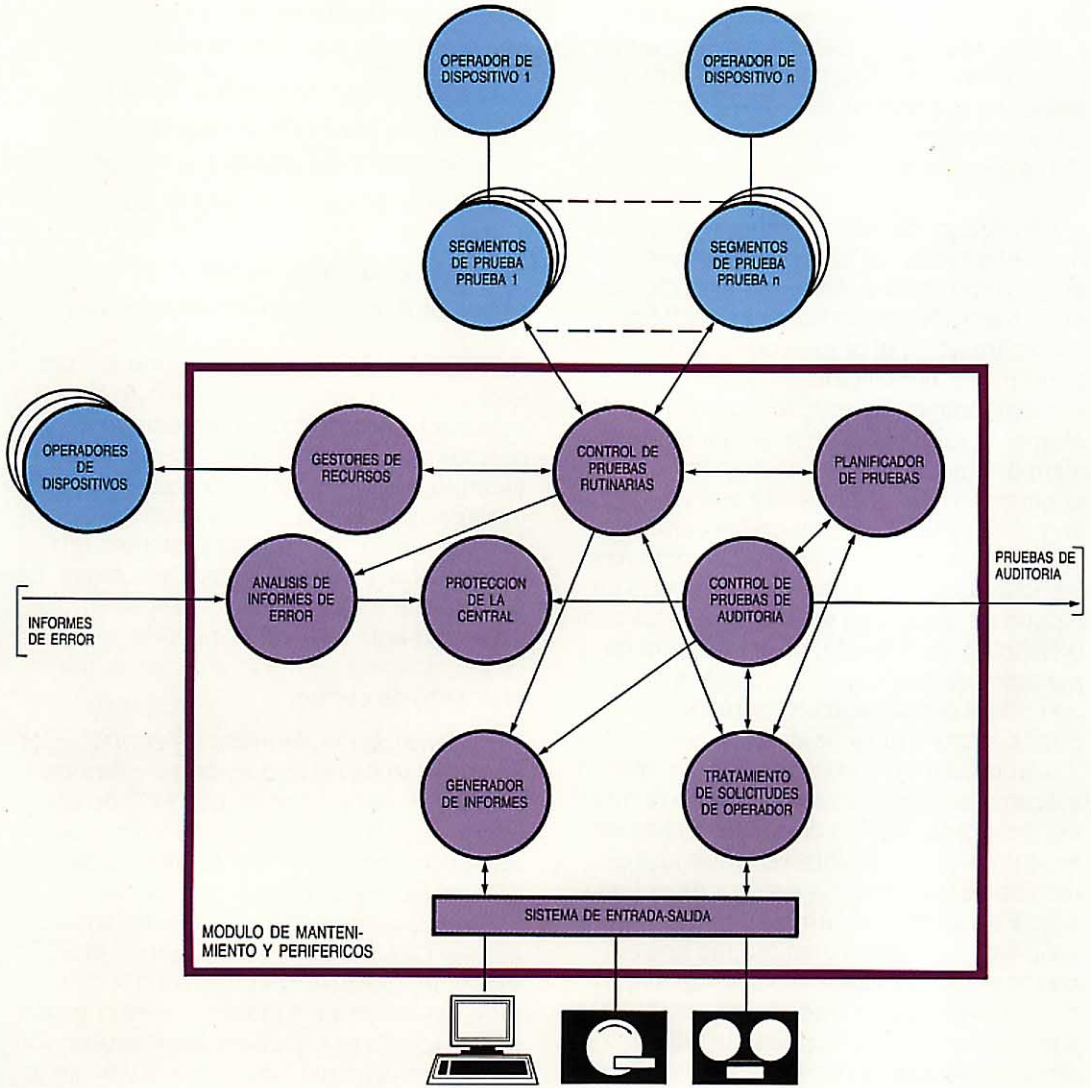 OPERADOR DE
DISPOSITIVO 1
OPERADOR DE
DISPOSITIVO n
SEGMENTOS
DE PRUEBA
PRUEBA 1
SEGMENTOS
DE PRUEBA
PRUEBA n
OPERADORES
DE
DISPOSITIVOS
GESTORES DE
RECURSOS
CONTROL DE
PRUEBAS
RUTINARIAS
PLANIFICADOR
DE PRUEBAS
INFORMES
DE ERROR
ANALISIS DE
INFORMES DE
ERROR
PROTECCION
DE LA
CENTRAL
CONTROL DE
PRUEBAS DE
AUDITORIA
PRUEBAS DE
AUDITORIA
GENERADOR
DE INFORMES
TRATAMIENTO
DE SOLICITUDES
DE OPERADOR
SISTEMA DE ENTRADA-SALIDA
MODULO DE MANTENI-
MIENTO Y PERIFERICOS